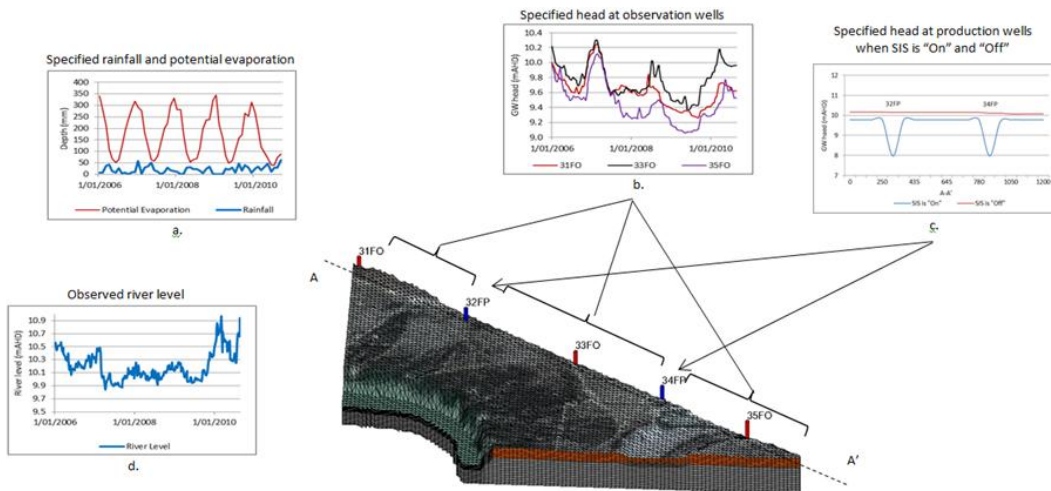 Specified rainfall and potential evaporation
400
350
300
250
200
150
100
50
0
Depth (mm)
1/01/2006 1/01/2008 1/01/2010
Potential Evaporation Rainfall
a.
Specified head at observation wells
10.4
10.2
10.0
9.8
9.6
9.4
9.2
9.0
GW head (mAHD)
1/01/2006 1/01/2008 1/01/2010
31FO 33FO 35FO
b.
Specified head at production wells
when SIS is "On" and "Off"
12
11
10
9
8
7
GW head (mAHD)
32FP 34FP
0 250 435 645 780 1050 1200
A-A'
SIS is "On" SIS is "Off"
c.
Observed river level
10.9
10.7
10.5
10.3
10.1
9.9
9.7
9.5
River level (mAHD)
1/01/2006 1/01/2008 1/01/2010
River Level
d.
A
31FO
32FP
33FO
34FP
35FO
A'